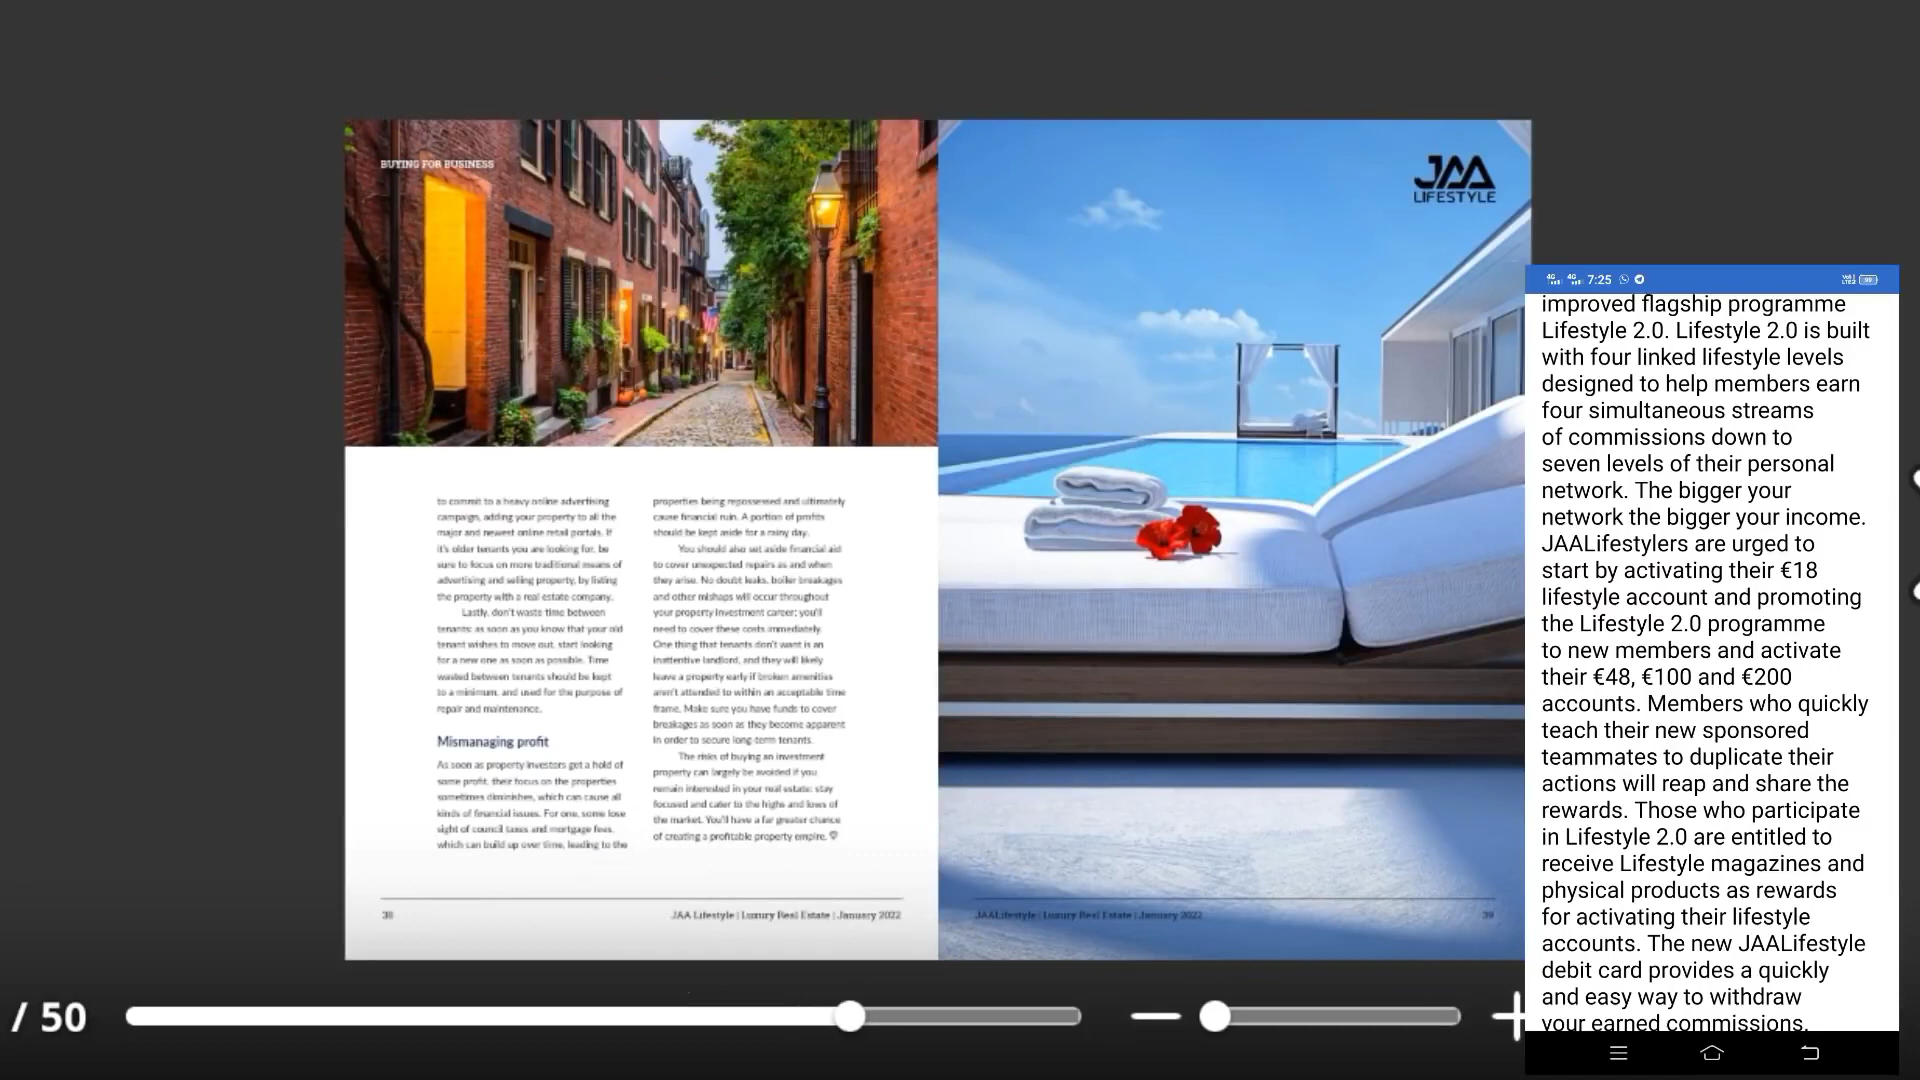 BUYING FOR BUSINESS
to commit to a heavy online advertising
campaign, adding your property to all the
major and newest online retail portals. If
it's older tenants you are looking for, be
sure to focus on more traditional means of
advertising and selling property, by listing
the property with a real estate company.
Lastly, don't waste time between
tenants: as soon as you know that your old
tenant wishes to move out, start looking
for a new one as soon as possible. Time
wasted between tenants should be kept
to a minimum, and used for the purpose of
repair and maintenance.
Mismanaging profit
As soon as property investors get a hold of
some profit, their focus on the properties
sometimes diminishes, which can cause all
kinds of financial issues. For one, some lose
sight of council taxes and mortgage fees,
which can build up over time, leading to the
properties being repossessed and ultimately
cause financial ruin. A portion of profits
should be kept aside for a rainy day.
You should also set aside financial aid
to cover unexpected repairs as and when
they arise. No doubt leaks, boiler breakages
and other mishaps will occur throughout
your property investment career; you'll
need to cover these costs immediately.
One thing that tenants don't want is an
inattentive landlord, and they will likely
leave a property early if broken amenities
aren't attended to within an acceptable time
frame. Make sure you have funds to cover
breakages as soon as they become apparent
in order to secure long-term tenants.
The risks of buying an investment
property can largely be avoided if you
remain interested in your real estate: stay
focused and cater to the highs and lows of
the market. You'll have a far greater chance
of creating a profitable property empire.
38
JAA Lifestyle | Luxury Real Estate | January 2022
JAA
LIFESTYLE
JAALifestyle | Luxury Real Estate | January 2022
39
/ 50
4G 4G 7:25 99
improved flagship programme
Lifestyle 2.0. Lifestyle 2.0 is built
with four linked lifestyle levels
designed to help members earn
four simultaneous streams
of commissions down to
seven levels of their personal
network. The bigger your
network the bigger your income.
JAALifestylers are urged to
start by activating their €18
lifestyle account and promoting
the Lifestyle 2.0 programme
to new members and activate
their €48, €100 and €200
accounts. Members who quickly
teach their new sponsored
teammates to duplicate their
actions will reap and share the
rewards. Those who participate
in Lifestyle 2.0 are entitled to
receive Lifestyle magazines and
physical products as rewards
for activating their lifestyle
accounts. The new JAALifestyle
debit card provides a quickly
and easy way to withdraw
your earned commissions.